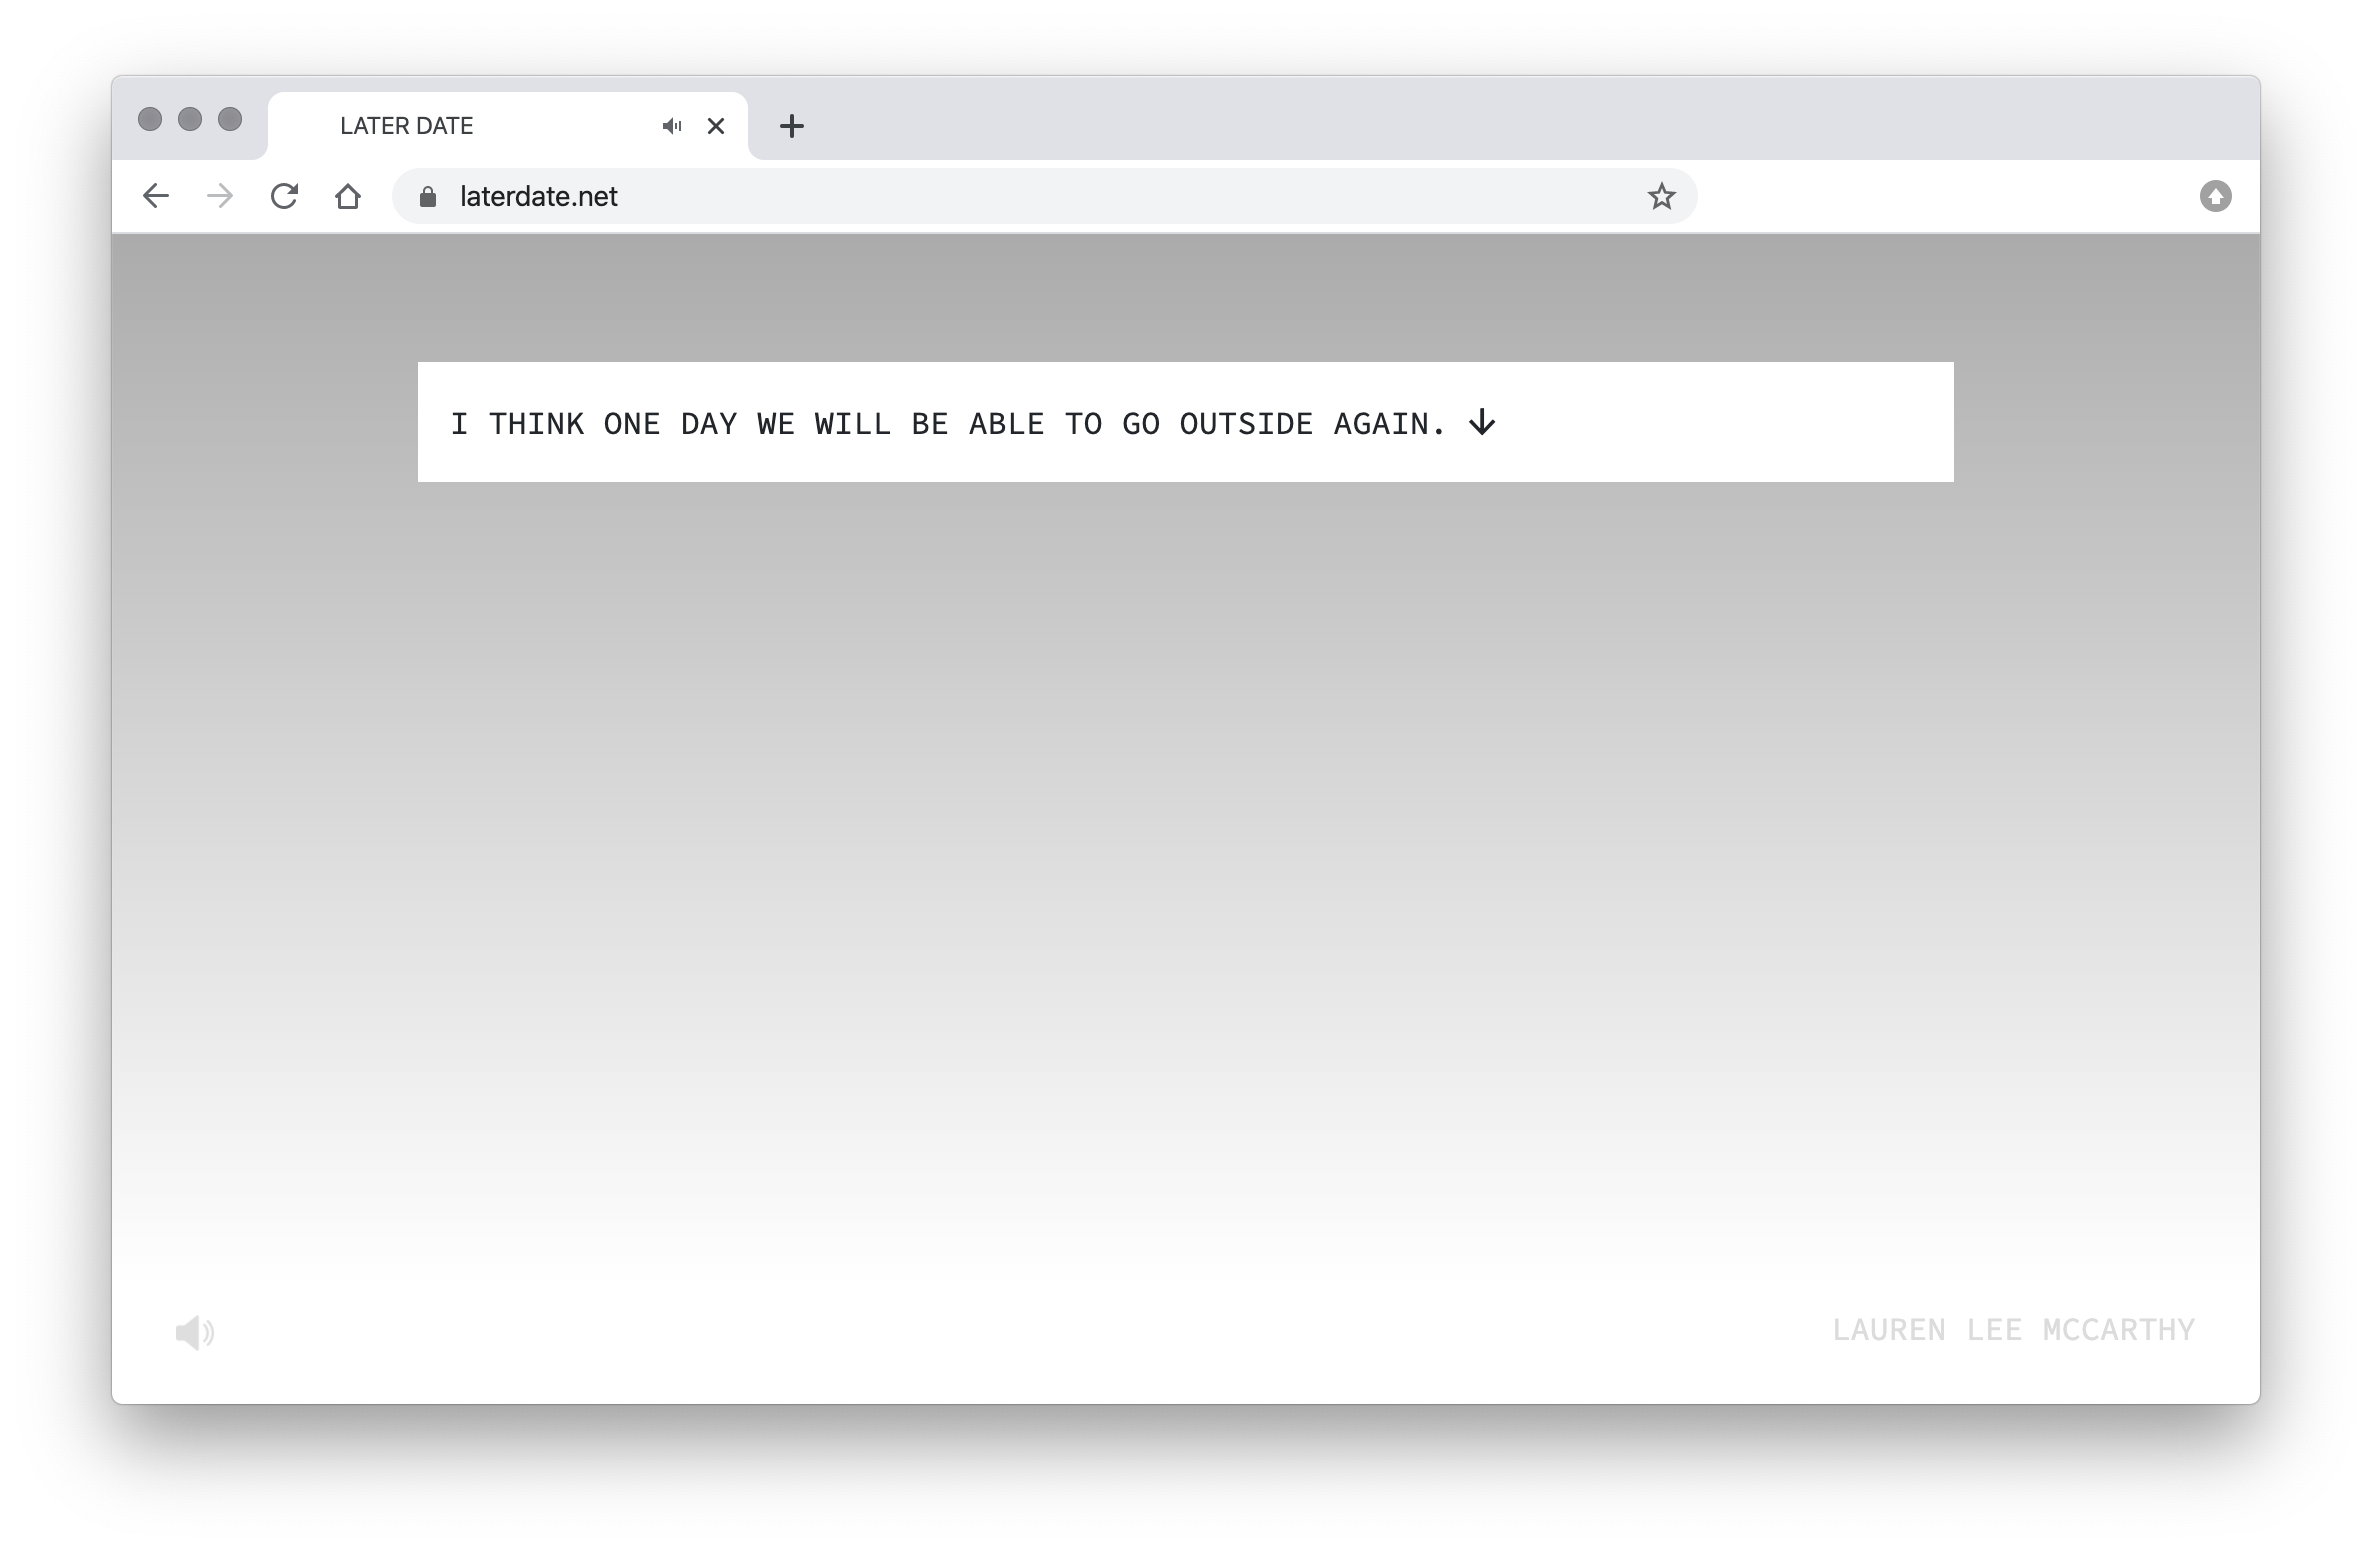 LATER DATE
laterdate.net
I THINK ONE DAY WE WILL BE ABLE TO GO OUTSIDE AGAIN. ↓
LAUREN LEE MCCARTHY